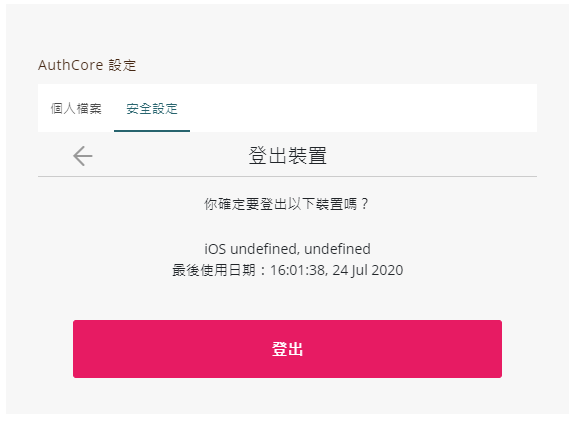 AuthCore 設定
個人檔案 安全設定
登出裝置
你確定要登出以下裝置嗎？
iOS undefined, undefined
最後使用日期：16:01:38, 24 Jul 2020
登出